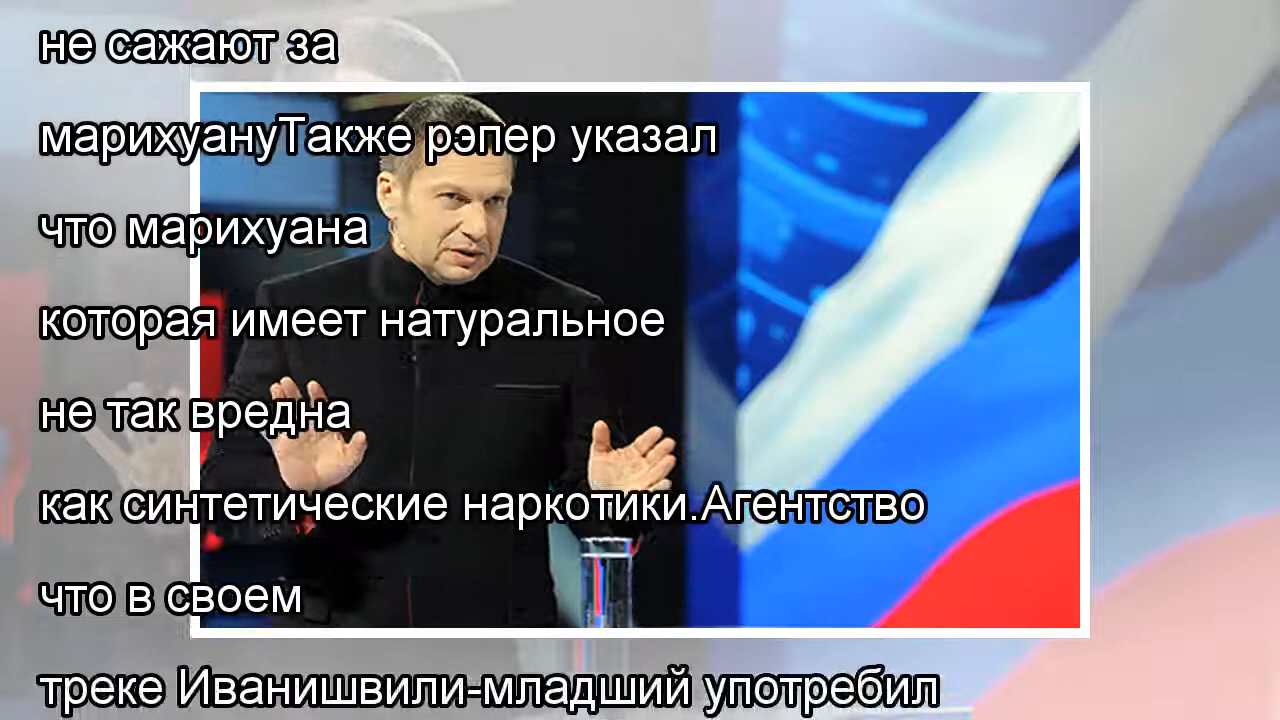 не сажают за
марихуануТакже рэпер указал
что марихуана
которая имеет натуральное
не так вредна
как синтетические наркотики.Агентство
что в своем
треке Иванишвили-младший употребил